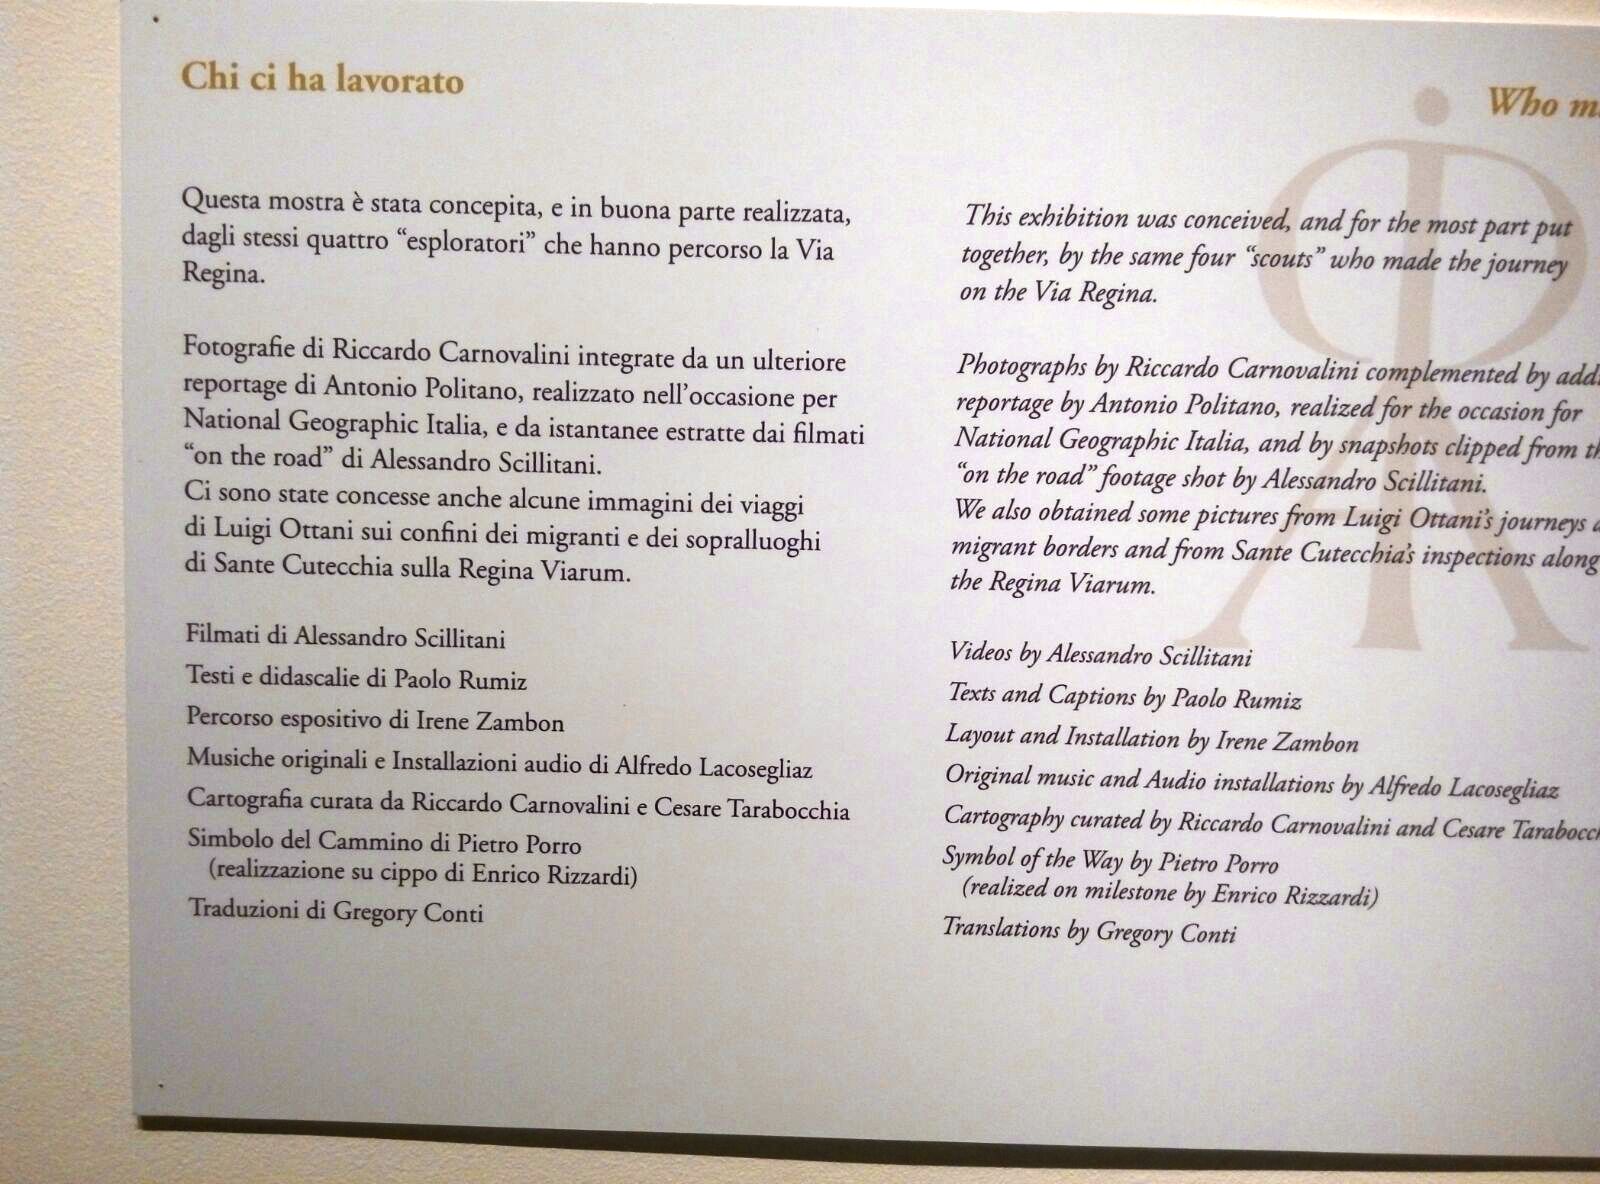 Chi ci ha lavorato
Questa mostra è stata concepita, e in buona parte realizzata,
dagli stessi quattro “esploratori” che hanno percorso la Via
Regina.
Fotografie di Riccardo Carnovalini integrate da un ulteriore
reportage di Antonio Politano, realizzato nell’occasione per
National Geographic Italia, e da istantanee estratte dai filmati
“on the road” di Alessandro Scillitani.
Ci sono state concesse anche alcune immagini dei viaggi
di Luigi Ottani sui confini dei migranti e dei sopralluoghi
di Sante Cutecchia sulla Regina Viarum.
Filmati di Alessandro Scillitani
Testi e didascalie di Paolo Rumiz
Percorso espositivo di Irene Zambon
Musiche originali e Installazioni audio di Alfredo Lacosegliaz
Cartografia curata da Riccardo Carnovalini e Cesare Tarabocchia
Simbolo del Cammino di Pietro Porro
(realizzazione su cippo di Enrico Rizzardi)
Traduzioni di Gregory Conti
Who
This exhibition was conceived, and for the most part put
together, by the same four “scouts” who made the journey
on the Via Regina.
Photographs by Riccardo Carnovalini complemented by
reportage by Antonio Politano, realized for the occasion for
National Geographic Italia, and by snapshots clipped from
“on the road” footage shot by Alessandro Scillitani.
We also obtained some pictures from Luigi Ottani’s journeys
migrant borders and from Sante Cutecchia’s inspections along
the Regina Viarum.
Videos by Alessandro Scillitani
Texts and Captions by Paolo Rumiz
Layout and Installation by Irene Zambon
Original music and Audio installations by Alfredo Lacosegliaz
Cartography curated by Riccardo Carnovalini and Cesare
Symbol of the Way by Pietro Porro
(realized on milestone by Enrico Rizzardi)
Translations by Gregory Conti